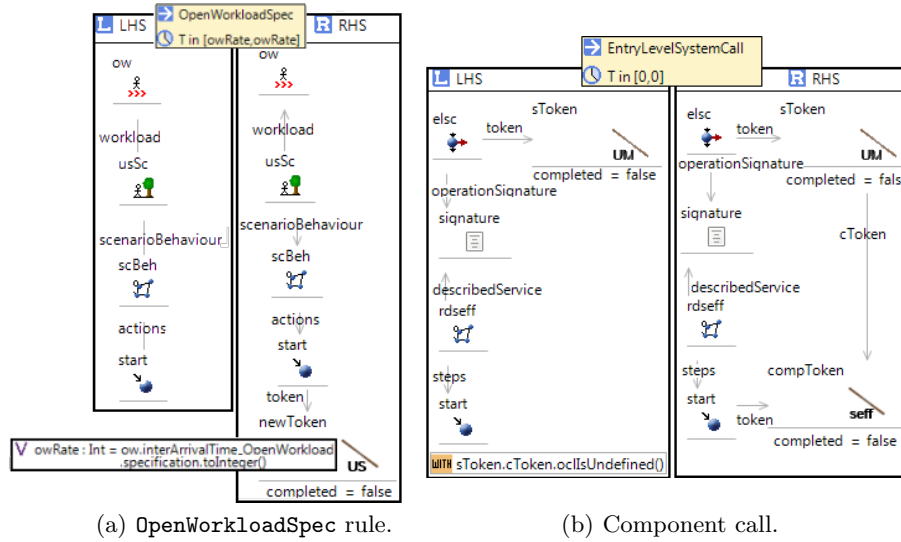 OpenWorkloadSpec
T in [owRate,owRate]
L LHS
R RHS
ow
workload
usSc
scenarioBehaviour
scBeh
actions
start
ow
workload
usSc
scenarioBehaviour
scBeh
actions
start
token
newToken
US
completed = false
V owRate : Int = ow.interArrivalTime_OpenWorkload
.specification.toInteger()
(a) OpenWorkloadSpec rule.
EntryLevelSystemCall
T in [0,0]
L LHS
R RHS
sToken
elsc
token
UM
completed = false
operationSignature
signature
describedService
rdseff
steps
start
WITH sToken.cToken.oclIsUndefined()
sToken
elsc
token
UM
operationSignature
completed = fals
signature
cToken
describedService
rdseff
steps
compToken
start
token
seff
completed = false
(b) Component call.